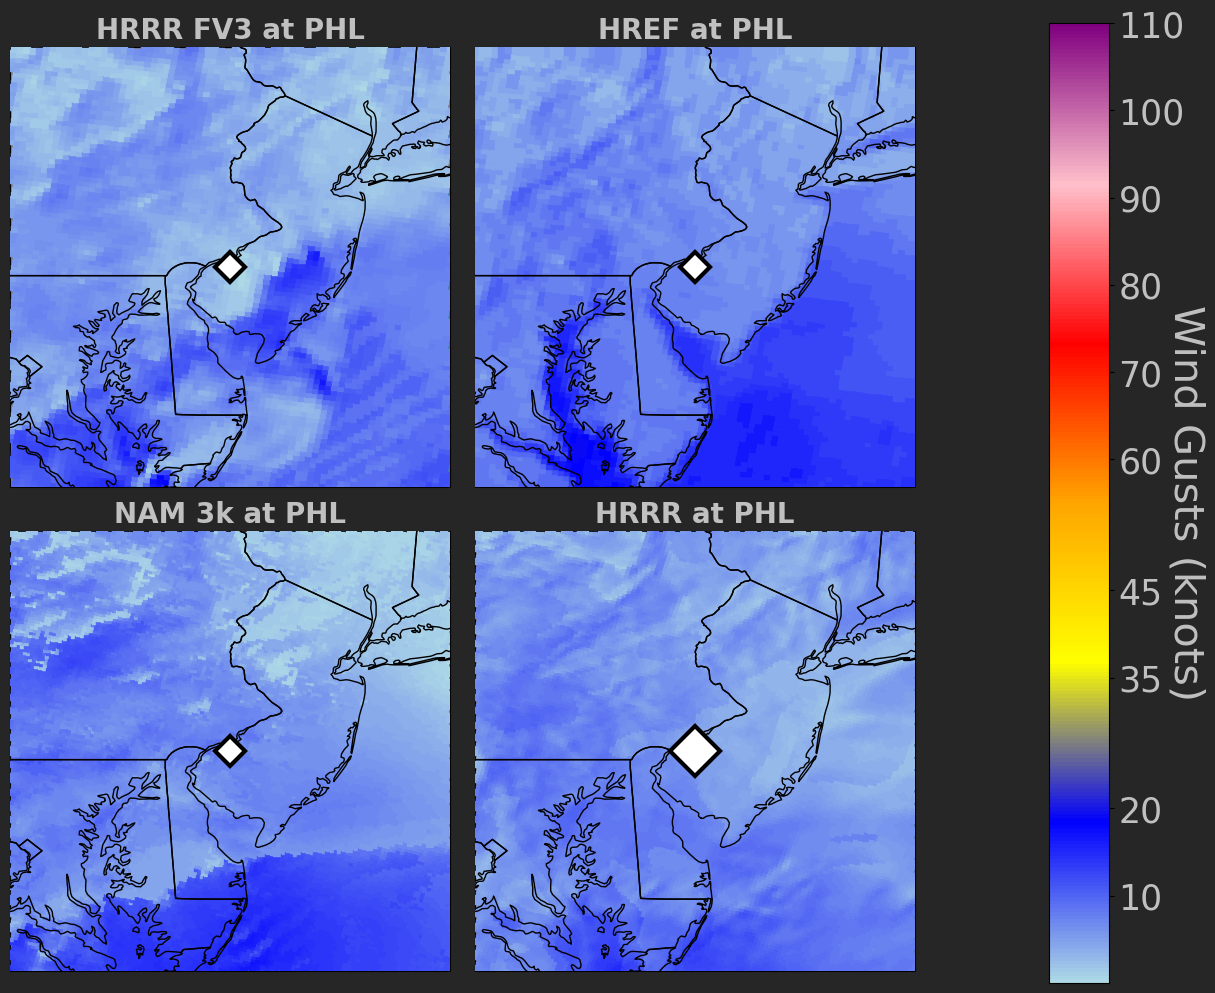 HRRR FV3 at PHL
HREF at PHL
NAM 3k at PHL
HRRR at PHL
110
100
90
80
70
60
45
35
20
10
Wind Gusts (knots)